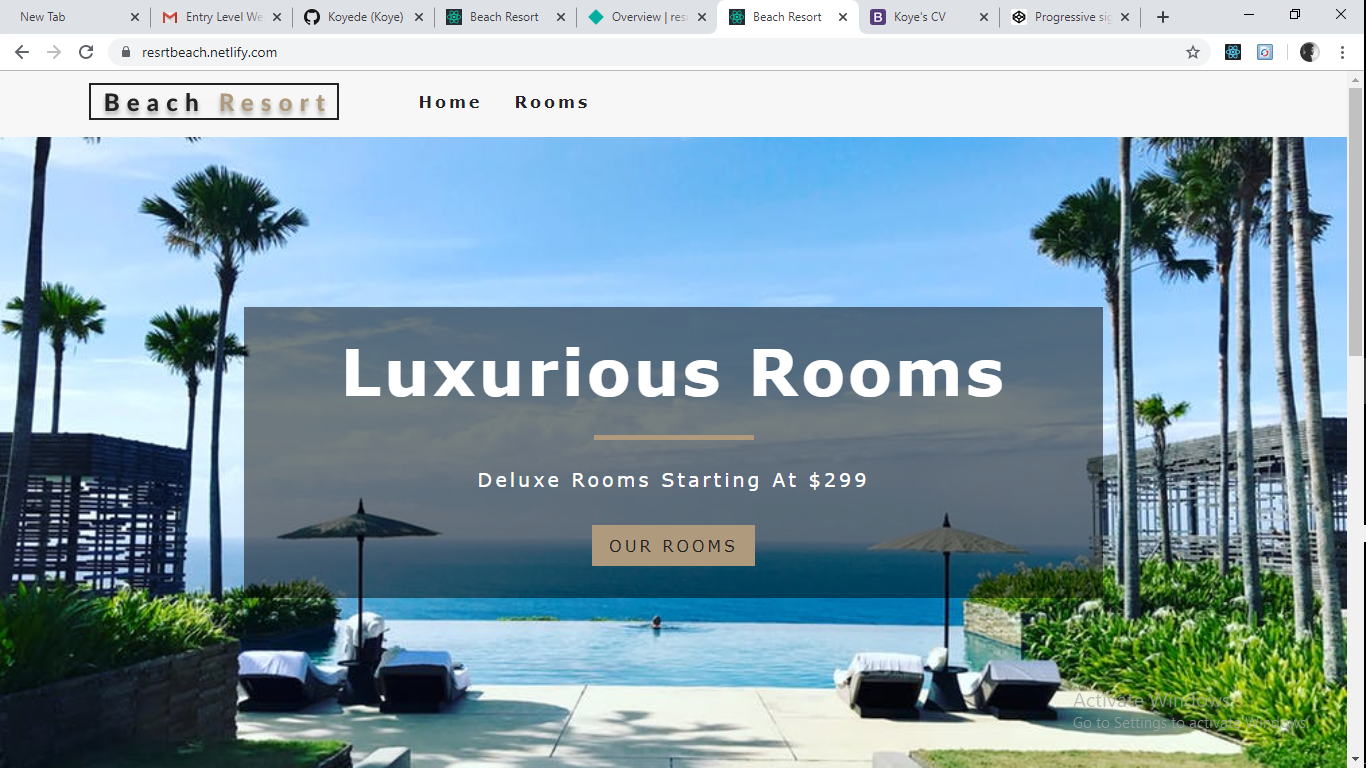 New Tab
Entry Level We
Koyede (Koye)
Beach Resort
Overview | res
Beach Resort
Koye's CV
Progressive sig
resrtbeach.netlify.com
Beach Resort
Home
Rooms
Luxurious Rooms
Deluxe Rooms Starting At $299
OUR ROOMS
Activate Windows
Go to Settings to activate Windows.